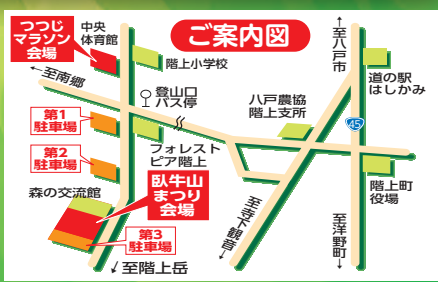 ご案内図
つつじ
マラソン
会場
中央
体育館
階上小学校
←至南郷
登山口
バス停
第1
駐車場
フォレスト
ピア階上
第2
駐車場
森の交流館
臥牛山
まつり
会場
第3
駐車場
↓至階上岳
←至八戸市
道の駅
はしかみ
八戸農協
階上支所
45
階上町
役場
至寺下観音→
至洋野町→